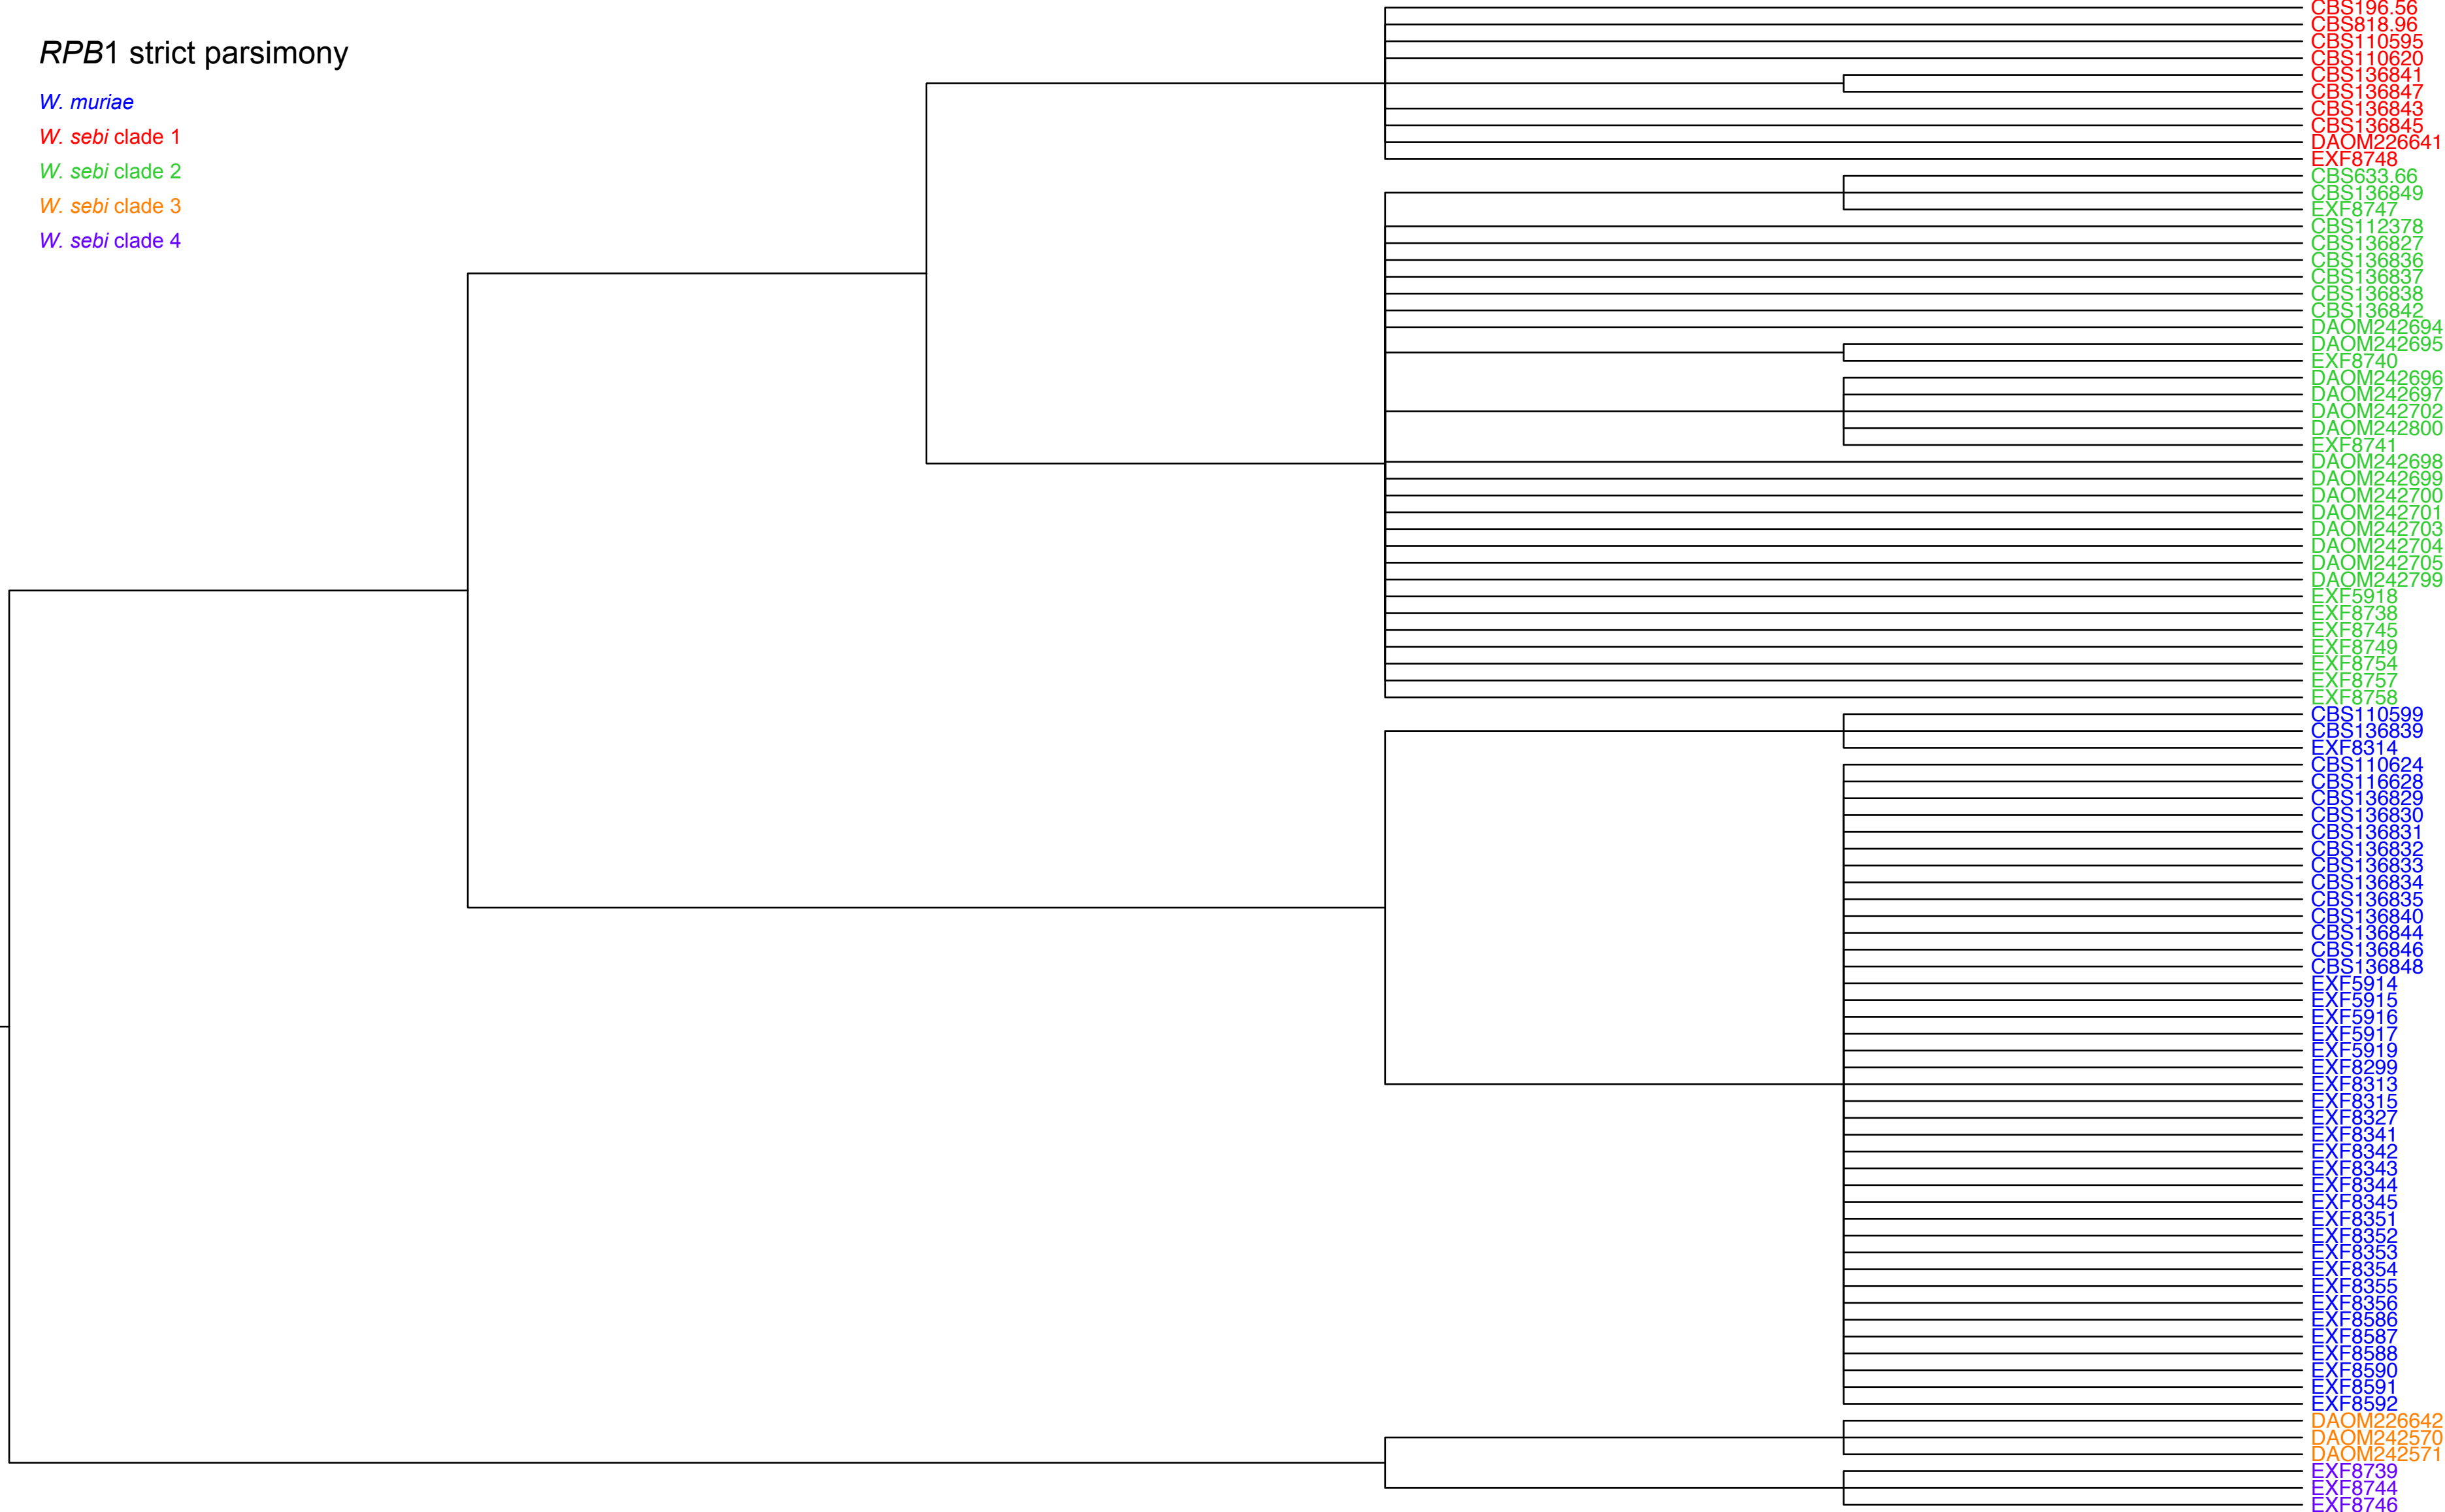 RPB1 strict parsimony
W. muriae
W. sebi clade 1
W. sebi clade 2
W. sebi clade 3
W. sebi clade 4
CBS196.56
CBS818.96
CBS110595
CBS110620
CBS136841
CBS136847
CBS136843
CBS136845
DAOM226641
EXF8748
CBS633.66
CBS136849
EXF8747
CBS112378
CBS136827
CBS136836
CBS136837
CBS136838
CBS136842
DAOM242694
DAOM242695
EXF8740
DAOM242696
DAOM242697
DAOM242702
DAOM242800
EXF8741
DAOM242698
DAOM242699
DAOM242700
DAOM242701
DAOM242703
DAOM242704
DAOM242705
DAOM242799
EXF5918
EXF8738
EXF8745
EXF8749
EXF8754
EXF8757
EXF8758
CBS110599
CBS136839
EXF8314
CBS110624
CBS116628
CBS136829
CBS136830
CBS136831
CBS136832
CBS136833
CBS136834
CBS136835
CBS136840
CBS136844
CBS136846
CBS136848
EXF5914
EXF5915
EXF5916
EXF5917
EXF5919
EXF8299
EXF8313
EXF8315
EXF8327
EXF8341
EXF8342
EXF8343
EXF8344
EXF8345
EXF8351
EXF8352
EXF8353
EXF8354
EXF8355
EXF8356
EXF8586
EXF8587
EXF8588
EXF8590
EXF8591
EXF8592
DAOM226642
DAOM242570
DAOM242571
EXF8739
EXF8744
EXF8746